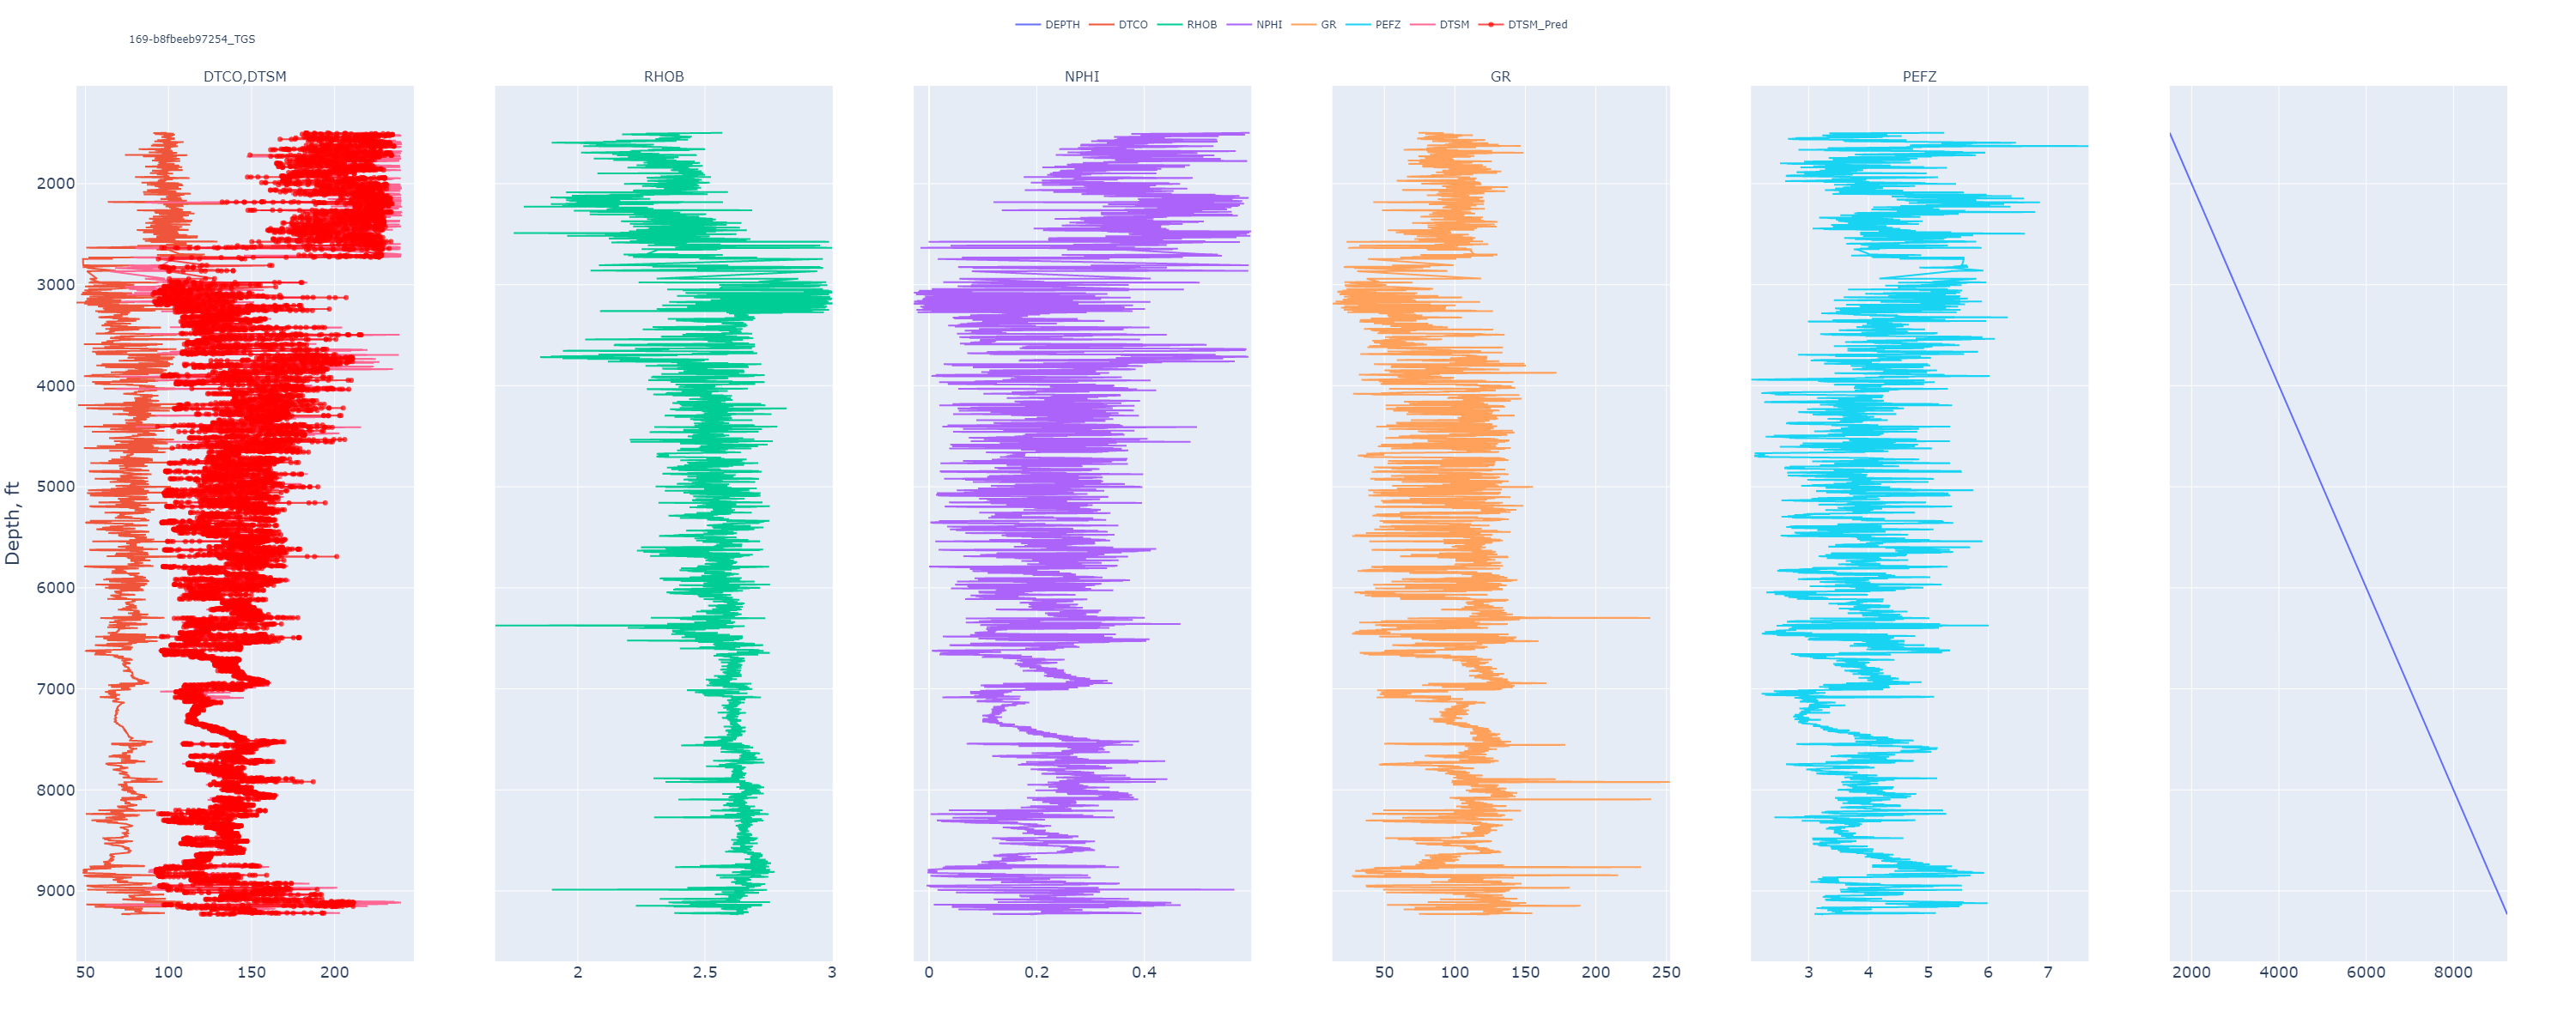 DEPTH DTCO RHOB NPHI GR PEFZ DTSM DTSM_Pred
169-b8fbeeb97254_TGS
DTCO,DTSM RHOB NPHI GR PEFZ
2000
3000
4000
5000
6000
7000
8000
9000
Depth, ft
50 100 150 200 2 2.5 3 0 0.2 0.4 50 100 150 200 250 3 4 5 6 7 2000 4000 6000 8000